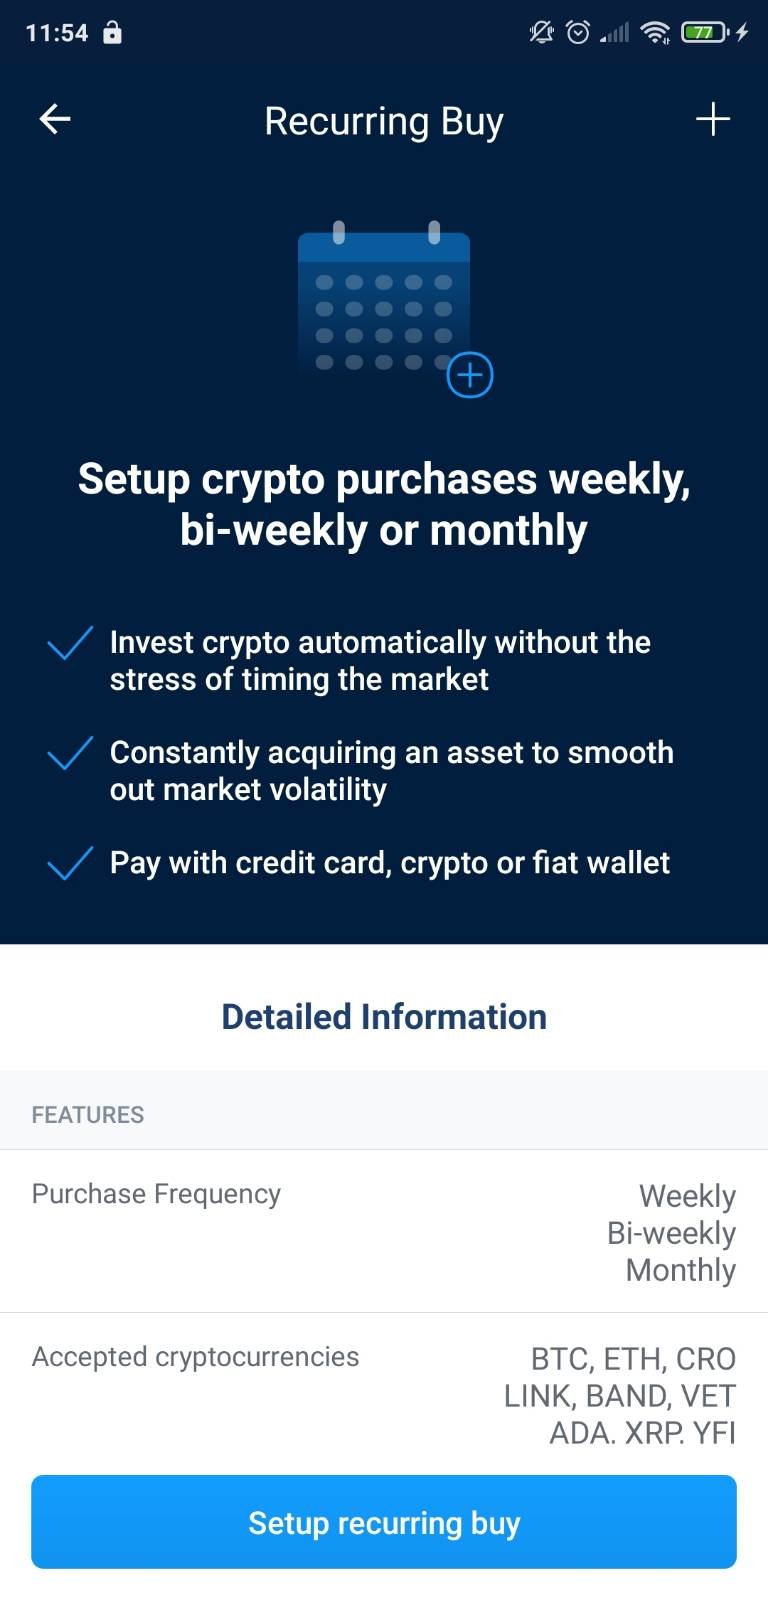 11:54
77
Recurring Buy
Setup crypto purchases weekly,
bi-weekly or monthly
Invest crypto automatically without the
stress of timing the market
Constantly acquiring an asset to smooth
out market volatility
Pay with credit card, crypto or fiat wallet
Detailed Information
FEATURES
Purchase Frequency
Weekly
Bi-weekly
Monthly
Accepted cryptocurrencies
BTC, ETH, CRO
LINK, BAND, VET
ADA. XRP. YFI
Setup recurring buy